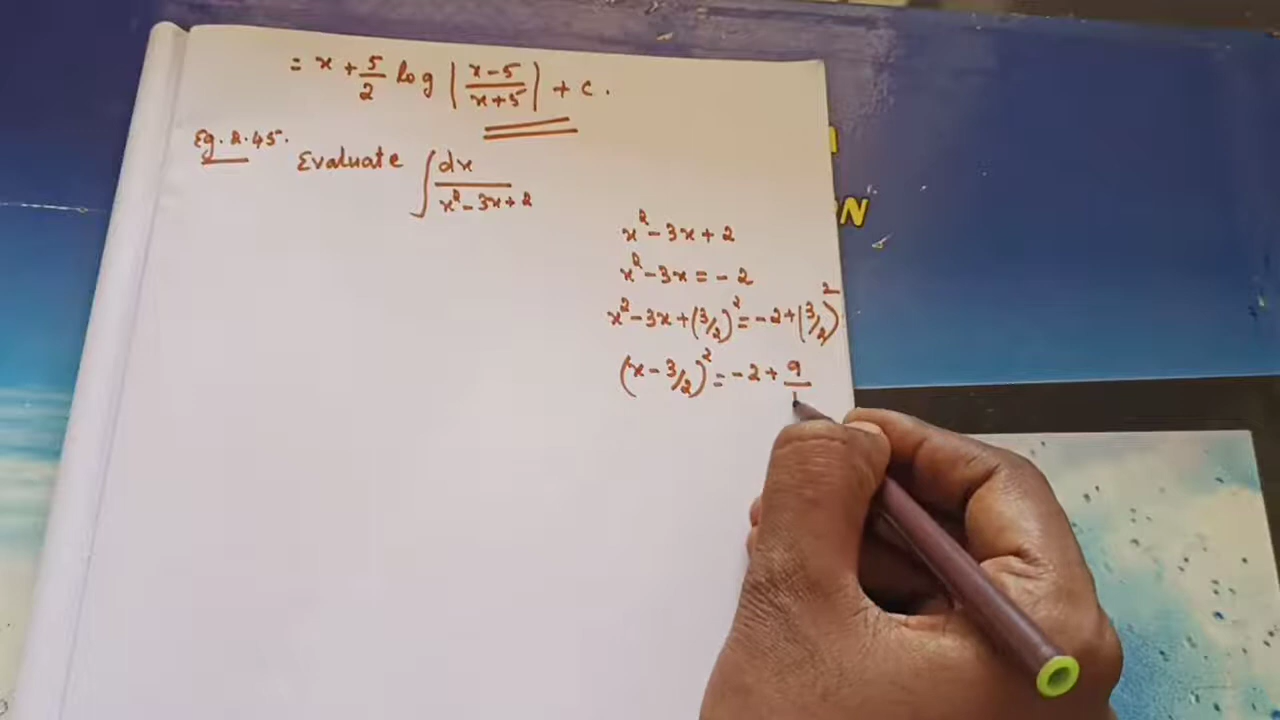 = x + 5/2 log |x-5/x+5| + c.
Eg. 2.45. Evaluate ∫ dx/x² - 3x + 2
x² - 3x + 2
x² - 3x = - 2
x² - 3x + (3/2)² = -2 + (3/2)²
(x - 3/2)² = -2 + 9/
N